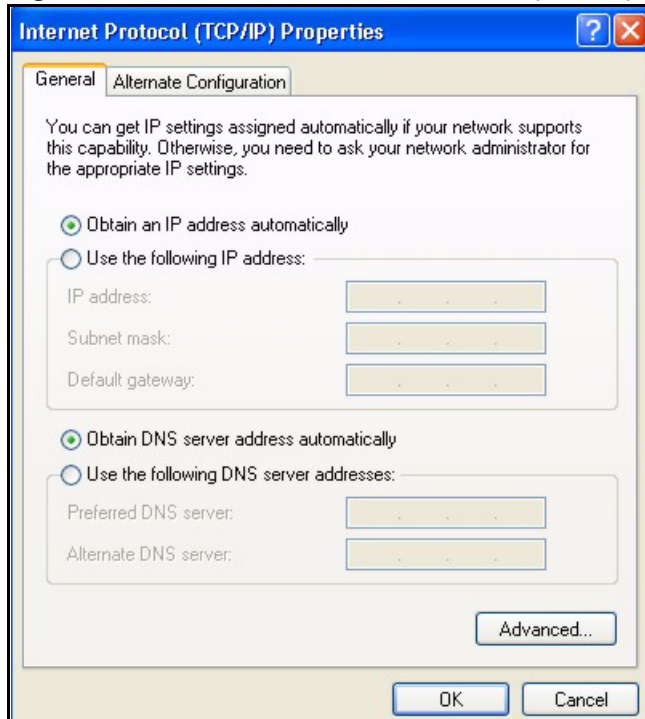 Internet Protocol (TCP/IP) Properties
General
Alternate Configuration
You can get IP settings assigned automatically if your network supports
this capability. Otherwise, you need to ask your network administrator for
the appropriate IP settings.
Obtain an IP address automatically
Use the following IP address:
IP address:
Subnet mask:
Default gateway:
Obtain DNS server address automatically
Use the following DNS server addresses:
Preferred DNS server:
Alternate DNS server:
Advanced...
OK
Cancel